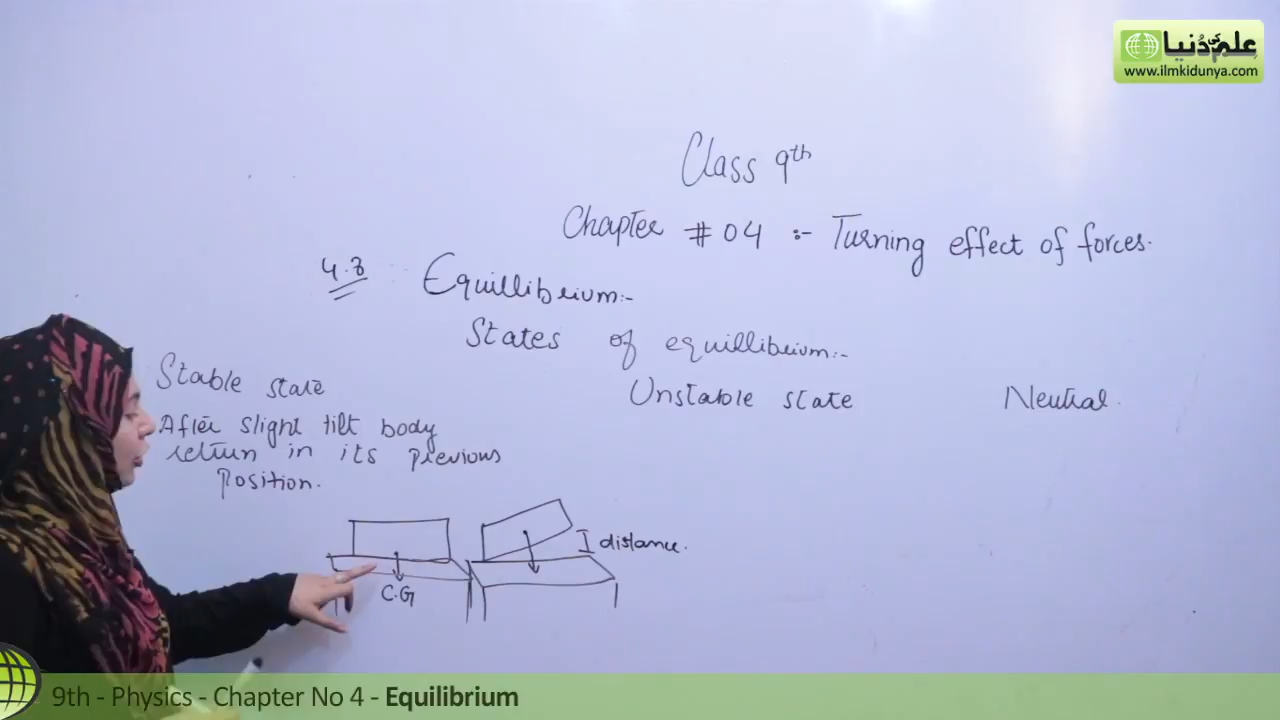 علم کی دُنیا
www.ilmkidunya.com
Class 9th
Chapter # 04 :- Turning effect of forces.
4.3 Equillibrium:-
States of equillibrium:-
Stable state
Unstable state
Neutral.
After slight tilt body
return in its previous
position.
distance.
C.G
9th - Physics - Chapter No 4 - Equilibrium